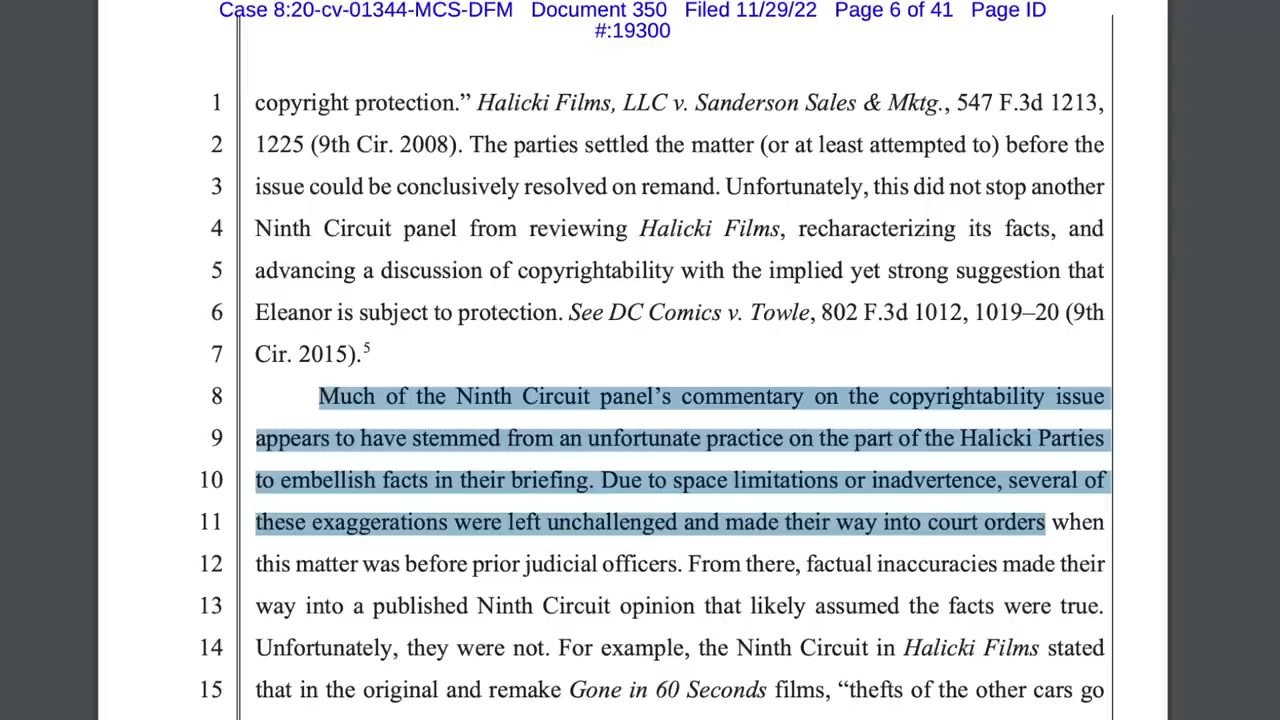 Case 8:20-cv-01344-MCS-DFM Document 350 Filed 11/29/22 Page 6 of 41 Page ID
#:19300
1 copyright protection.” Halicki Films, LLC v. Sanderson Sales & Mktg., 547 F.3d 1213,
2 1225 (9th Cir. 2008). The parties settled the matter (or at least attempted to) before the
3 issue could be conclusively resolved on remand. Unfortunately, this did not stop another
4 Ninth Circuit panel from reviewing Halicki Films, recharacterizing its facts, and
5 advancing a discussion of copyrightability with the implied yet strong suggestion that
6 Eleanor is subject to protection. See DC Comics v. Towle, 802 F.3d 1012, 1019–20 (9th
7 Cir. 2015).5
8 Much of the Ninth Circuit panel’s commentary on the copyrightability issue
9 appears to have stemmed from an unfortunate practice on the part of the Halicki Parties
10 to embellish facts in their briefing. Due to space limitations or inadvertence, several of
11 these exaggerations were left unchallenged and made their way into court orders when
12 this matter was before prior judicial officers. From there, factual inaccuracies made their
13 way into a published Ninth Circuit opinion that likely assumed the facts were true.
14 Unfortunately, they were not. For example, the Ninth Circuit in Halicki Films stated
15 that in the original and remake Gone in 60 Seconds films, “thefts of the other cars go